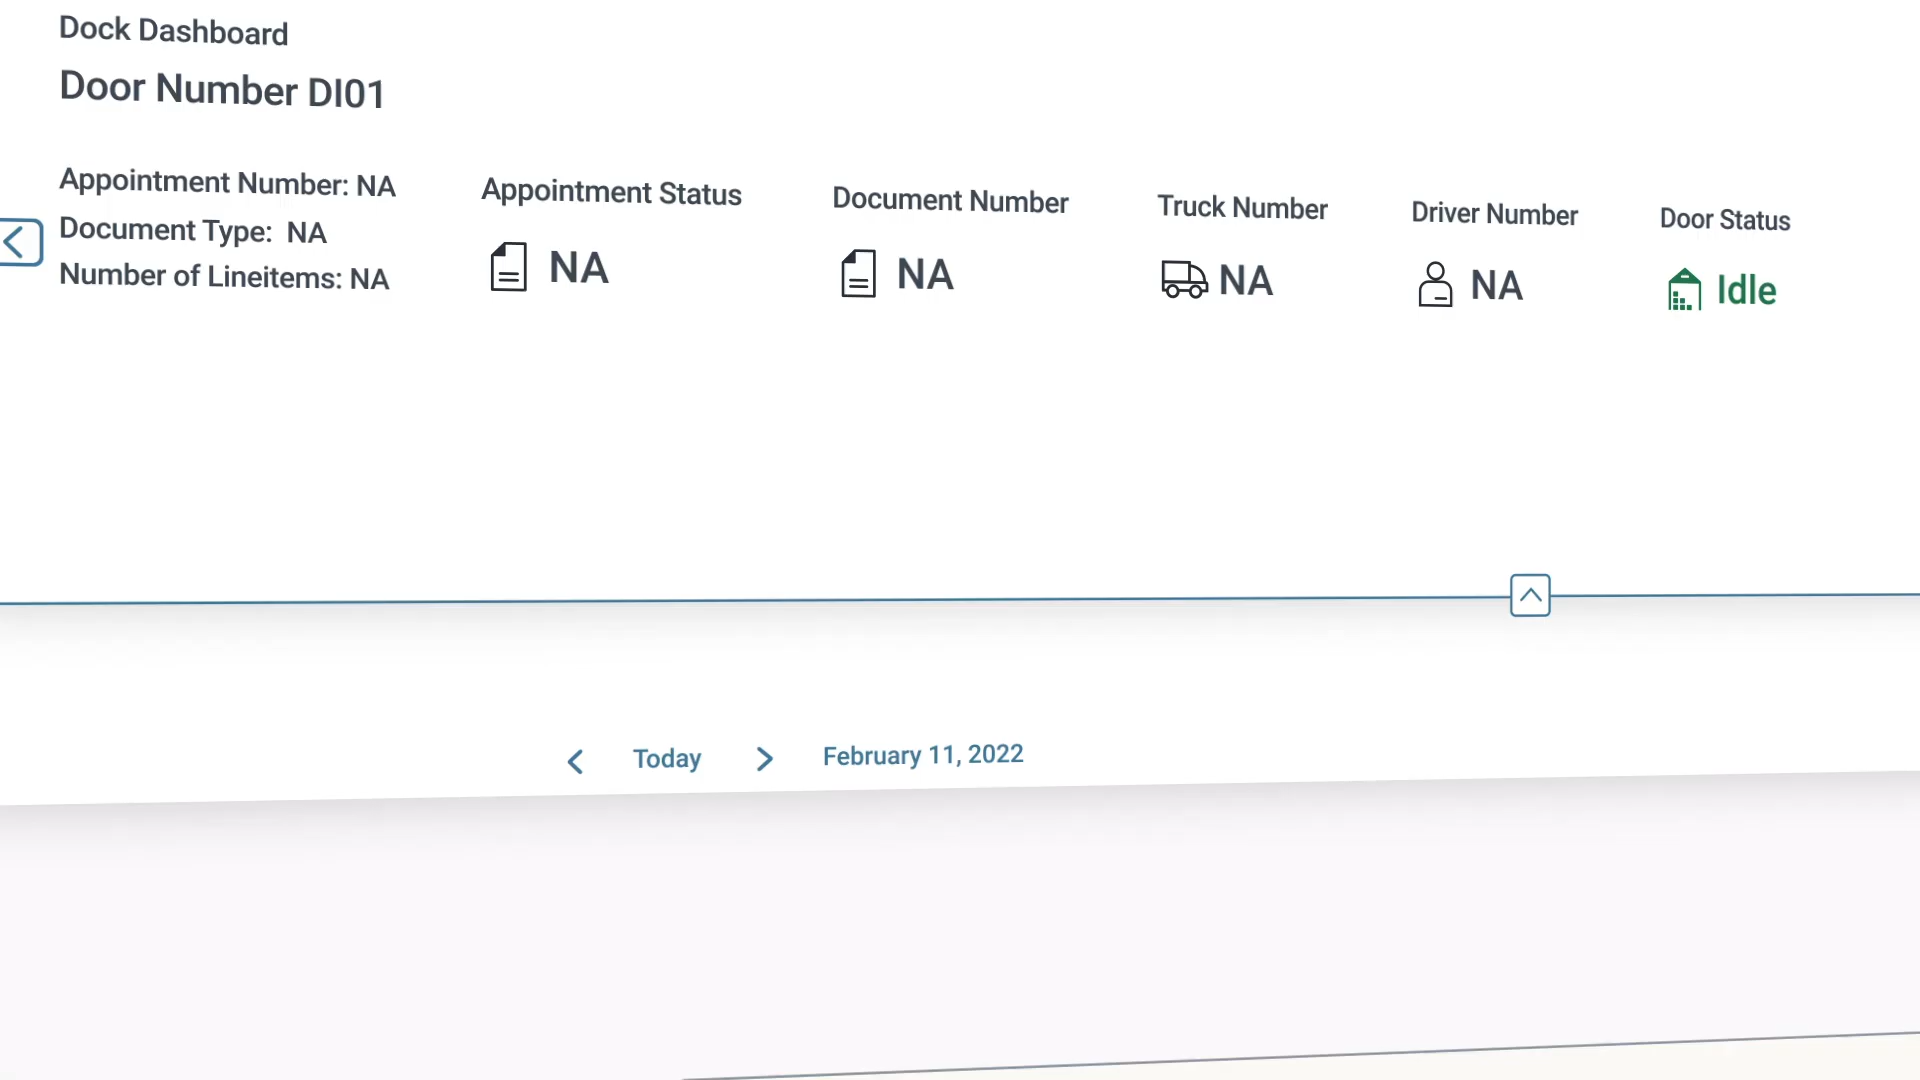 Dock Dashboard
Door Number DI01
Appointment Number: NA
Document Type: NA
Number of Lineitems: NA
Appointment Status
NA
Document Number
NA
Truck Number
NA
Driver Number
NA
Door Status
Idle
Today
February 11, 2022